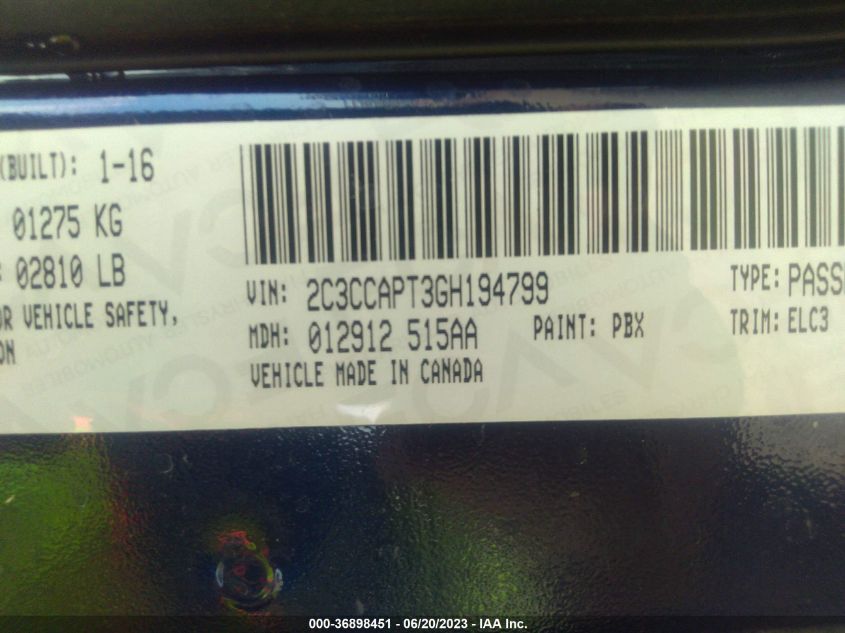 (BUILT): 1-16
01275 KG
02810 LB
OR VEHICLE SAFETY,
ON
VIN: 2C3CCAPT3GH194799
MDH: 012912 515AA
PAINT: PBX
VEHICLE MADE IN CANADA
TYPE: PASS
TRIM: ELC3
000-36898451 - 06/20/2023 - IAA Inc.